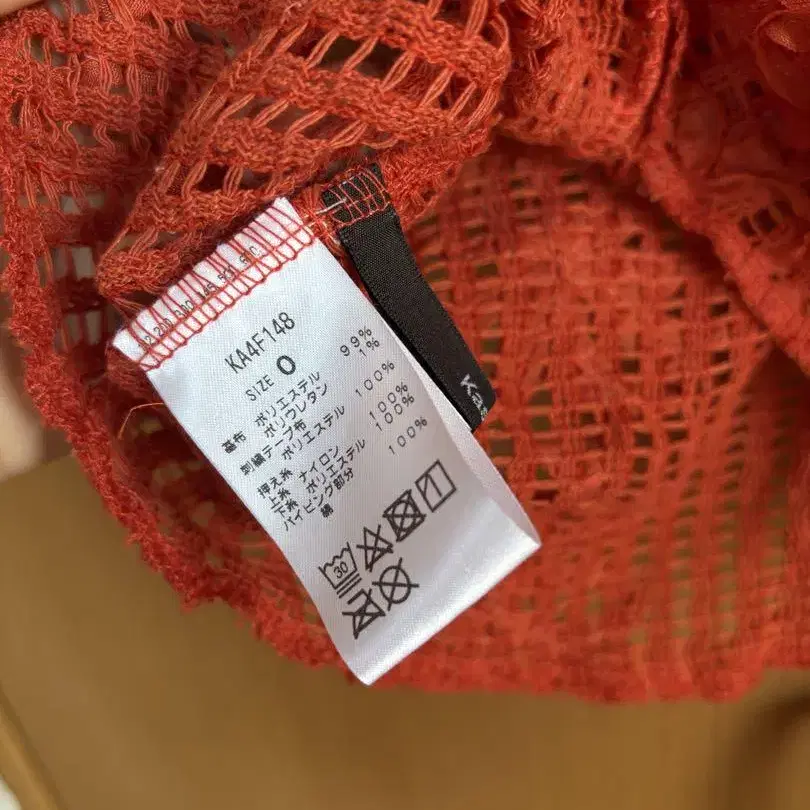 KA4F148
SIZE 0
基布 ポリエステル 99%
ポリウレタン 1%
刺繍テープ布
ポリエステル 100%
押え糸 ナイロン 100%
上糸 ポリエステル 100%
下糸
パイピング部分
綿 100%
30